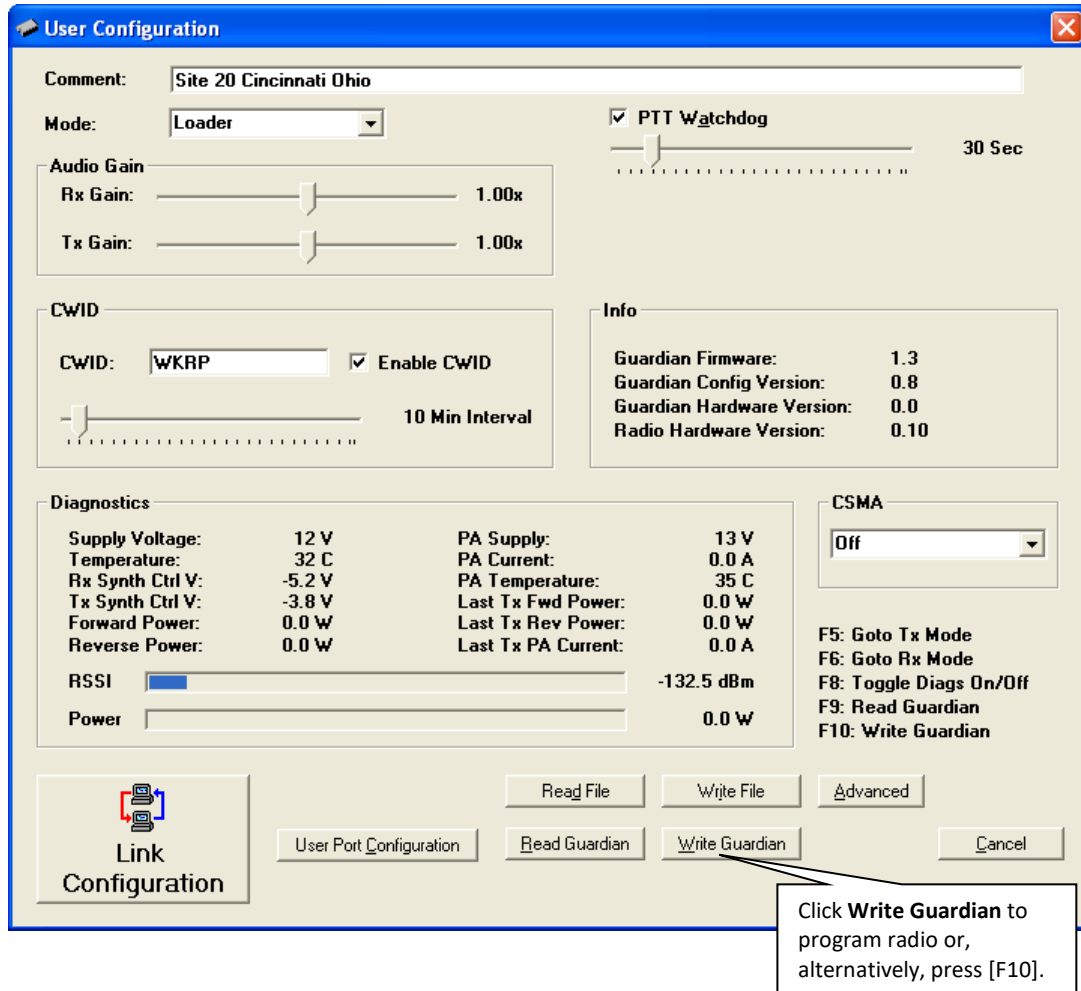 User Configuration
Comment: Site 20 Cincinnati Ohio
Mode: Loader
PTT Watchdog
30 Sec
Audio Gain
Rx Gain: 1.00x
Tx Gain: 1.00x
CWID
CWID: WKRP Enable CWID
10 Min Interval
Info
Guardian Firmware: 1.3
Guardian Config Version: 0.8
Guardian Hardware Version: 0.0
Radio Hardware Version: 0.10
Diagnostics
Supply Voltage: 12 V PA Supply: 13 V
Temperature: 32 C PA Current: 0.0 A
Rx Synth Ctrl V: -5.2 V PA Temperature: 35 C
Tx Synth Ctrl V: -3.8 V Last Tx Fwd Power: 0.0 W
Forward Power: 0.0 W Last Tx Rev Power: 0.0 W
Reverse Power: 0.0 W Last Tx PA Current: 0.0 A
RSSI -132.5 dBm
Power 0.0 W
CSMA
Off
F5: Goto Tx Mode
F6: Goto Rx Mode
F8: Toggle Diags On/Off
F9: Read Guardian
F10: Write Guardian
Link
Configuration
Read File Write File Advanced
User Port Configuration Read Guardian Write Guardian Cancel
Click Write Guardian to
program radio or,
alternatively, press [F10].